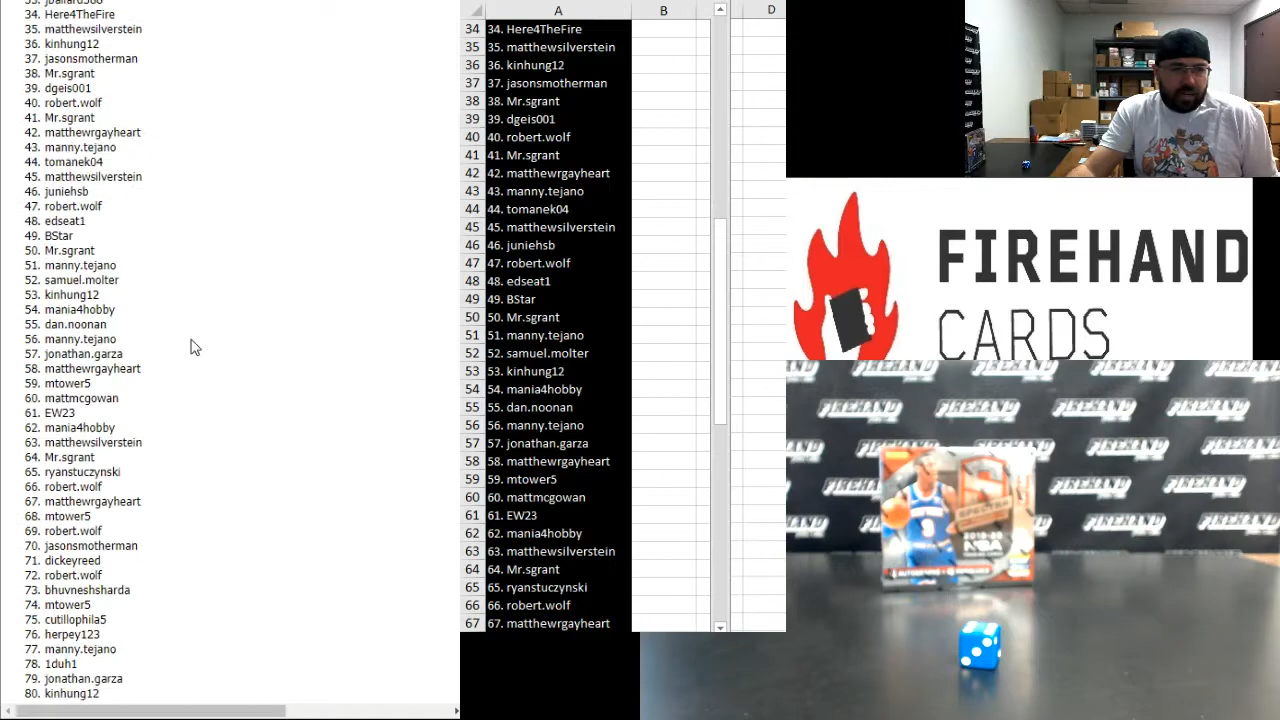 34. Here4TheFire
35. matthewsilverstein
36. kinhung12
37. jasonsmotherman
38. Mr.sgrant
39. dgeis001
40. robert.wolf
41. Mr.sgrant
42. matthewrgayheart
43. manny.tejano
44. tomanek04
45. matthewsilverstein
46. juniehsb
47. robert.wolf
48. edseat1
49. BStar
50. Mr.sgrant
51. manny.tejano
52. samuel.molter
53. kinhung12
54. mania4hobby
55. dan.noonan
56. manny.tejano
57. jonathan.garza
58. matthewrgayheart
59. mtower5
60. mattmcgowan
61. EW23
62. mania4hobby
63. matthewsilverstein
64. Mr.sgrant
65. ryanstuczynski
66. robert.wolf
67. matthewrgayheart
68. mtower5
69. robert.wolf
70. jasonsmotherman
71. dickeyreed
72. robert.wolf
73. bhuvneshsharda
74. mtower5
75. cutillophila5
76. herpey123
77. manny.tejano
78. 1duh1
79. jonathan.garza
80. kinhung12
A B D
34 34. Here4TheFire
35 35. matthewsilverstein
36 36. kinhung12
37 37. jasonsmotherman
38 38. Mr.sgrant
39 39. dgeis001
40 40. robert.wolf
41 41. Mr.sgrant
42 42. matthewrgayheart
43 43. manny.tejano
44 44. tomanek04
45 45. matthewsilverstein
46 46. juniehsb
47 47. robert.wolf
48 48. edseat1
49 49. BStar
50 50. Mr.sgrant
51 51. manny.tejano
52 52. samuel.molter
53 53. kinhung12
54 54. mania4hobby
55 55. dan.noonan
56 56. manny.tejano
57 57. jonathan.garza
58 58. matthewrgayheart
59 59. mtower5
60 60. mattmcgowan
61 61. EW23
62 62. mania4hobby
63 63. matthewsilverstein
64 64. Mr.sgrant
65 65. ryanstuczynski
66 66. robert.wolf
67 67. matthewrgayheart
FIREHAND
CARDS
FIREHAND FIREHAND FIREHAND
SPECTRA
2019-20
NBA